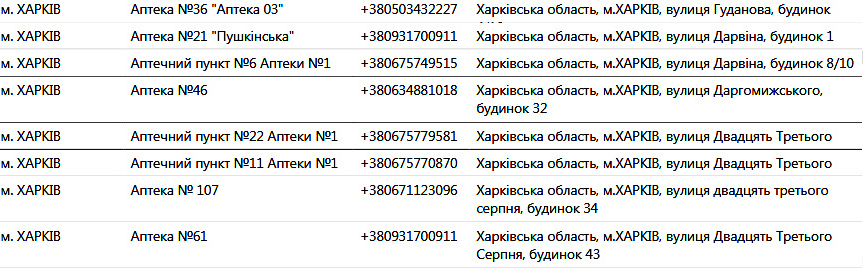 м. ХАРКІВ Аптека №36 "Аптека 03" +380503432227 Харківська область, м.ХАРКІВ, вулиця Гуданова, будинок
м. ХАРКІВ Аптека №21 "Пушкінська" +380931700911 Харківська область, м.ХАРКІВ, вулиця Дарвіна, будинок 1
м. ХАРКІВ Аптечний пункт №6 Аптеки №1 +380675749515 Харківська область, м.ХАРКІВ, вулиця Дарвіна, будинок 8/10
м. ХАРКІВ Аптека №46 +380634881018 Харківська область, м.ХАРКІВ, вулиця Даргомижського,
будинок 32
м. ХАРКІВ Аптечний пункт №22 Аптеки №1 +380675779581 Харківська область, м.ХАРКІВ, вулиця Двадцять Третього
м. ХАРКІВ Аптечний пункт №11 Аптеки №1 +380675770870 Харківська область, м.ХАРКІВ, вулиця Двадцять Третього
м. ХАРКІВ Аптека № 107 +380671123096 Харківська область, м.ХАРКІВ, вулиця двадцять третього
серпня, будинок 34
м. ХАРКІВ Аптека №61 +380931700911 Харківська область, м.ХАРКІВ, вулиця Двадцять Третього
Серпня, будинок 43